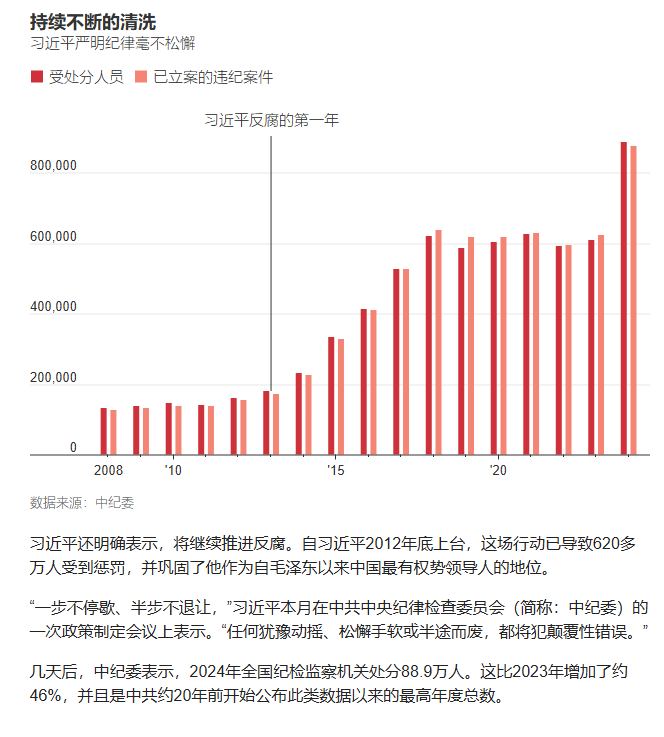 持续不断的清洗
习近平严明纪律毫不松懈
受处分人员 已立案的违纪案件
习近平反腐的第一年
800,000
600,000
400,000
200,000
0
2008 '10 '15 '20
数据来源：中纪委
习近平还明确表示，将继续推进反腐。自习近平2012年底上台，这场行动已导致620多
万人受到惩罚，并巩固了他作为自毛泽东以来中国最有权势领导人的地位。
“一步不停歇、半步不退让，”习近平本月在中共中央纪律检查委员会（简称：中纪委）的
一次政策制定会议上表示。“任何犹豫动摇、松懈手软或半途而废，都将犯颠覆性错误。”
几天后，中纪委表示，2024年全国纪检监察机关处分88.9万人。这比2023年增加了约
46%，并且是中共约20年前开始公布此类数据以来的最高年度总数。